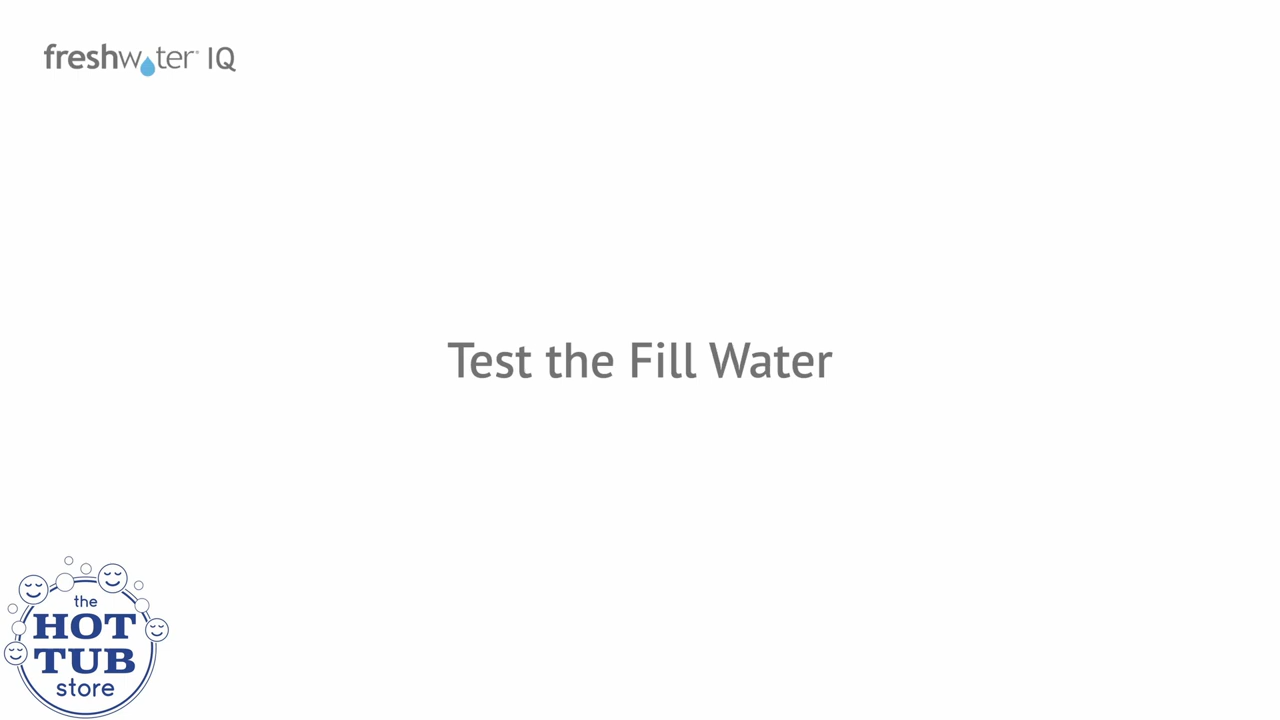 freshwater® IQ
Test the Fill Water
the
HOT
TUB
store